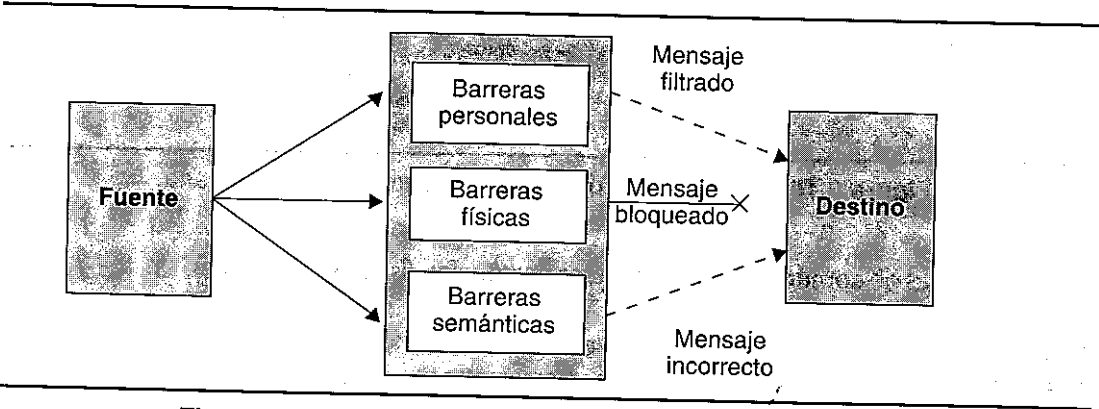 Fuente
Barreras
personales
Barreras
físicas
Barreras
semánticas
Mensaje
filtrado
Mensaje
bloqueado
Mensaje
incorrecto
Destino